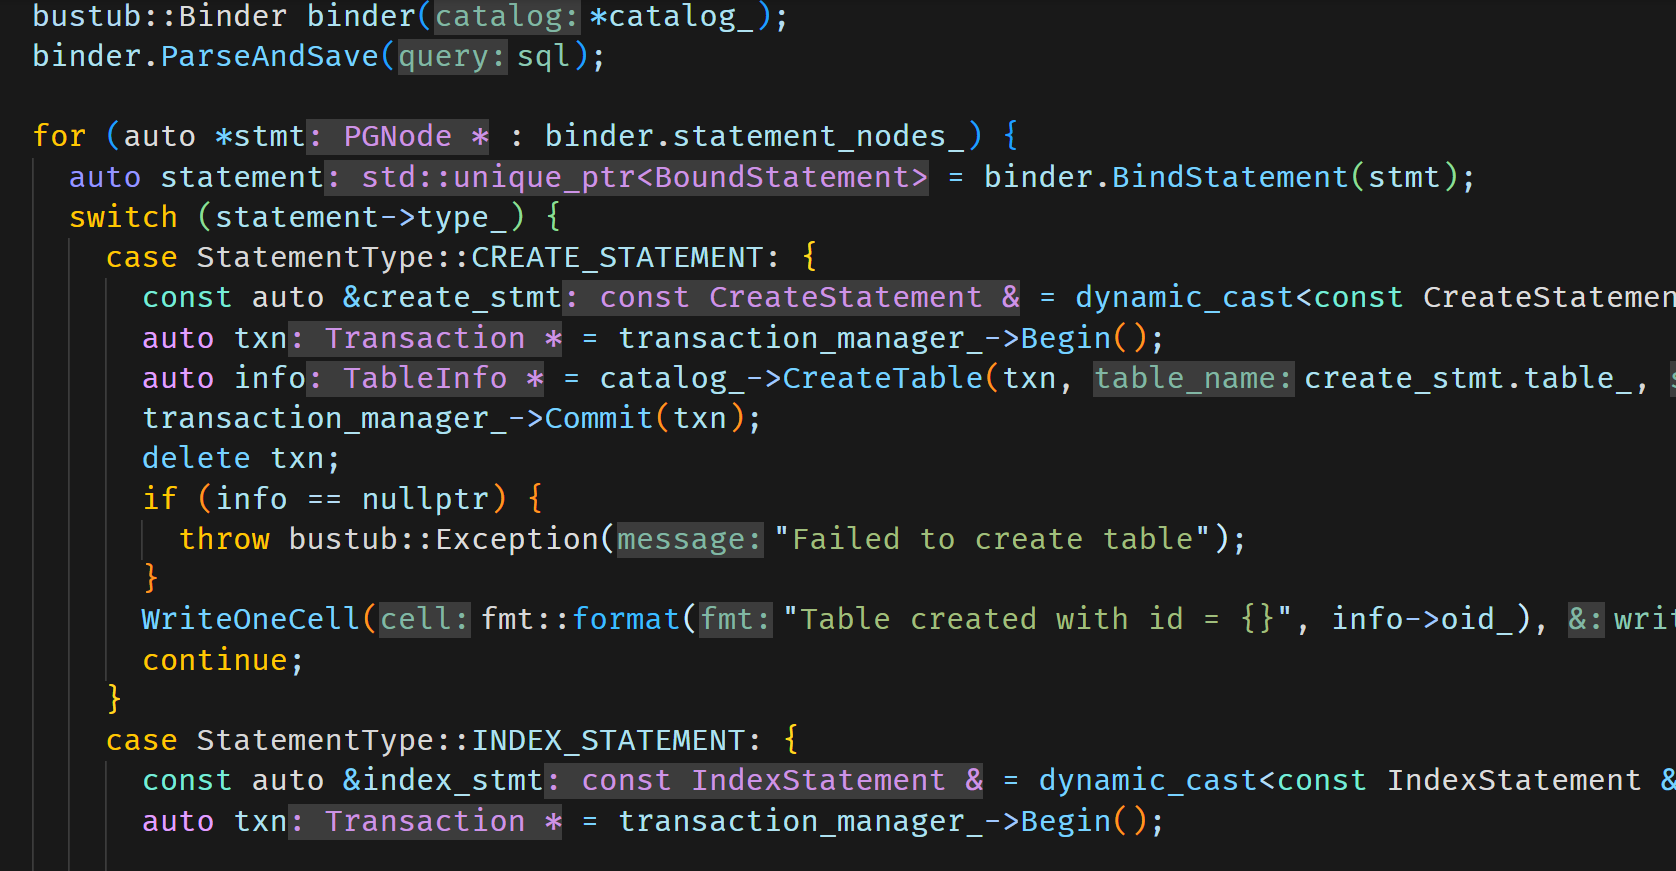 bustub::Binder binder(catalog: *catalog_);
binder.ParseAndSave(query: sql);
for (auto *stmt: PGNode * : binder.statement_nodes_) {
auto statement: std::unique_ptr<BoundStatement> = binder.BindStatement(stmt);
switch (statement->type_) {
case StatementType::CREATE_STATEMENT: {
const auto &create_stmt: const CreateStatement & = dynamic_cast<const CreateStatemen
auto txn: Transaction * = transaction_manager_->Begin();
auto info: TableInfo * = catalog_->CreateTable(txn, table_name: create_stmt.table_,
transaction_manager_->Commit(txn);
delete txn;
if (info == nullptr) {
throw bustub::Exception(message: "Failed to create table");
}
WriteOneCell(cell: fmt::format(fmt: "Table created with id = {}", info->oid_), &: writ
continue;
}
case StatementType::INDEX_STATEMENT: {
const auto &index_stmt: const IndexStatement & = dynamic_cast<const IndexStatement &
auto txn: Transaction * = transaction_manager_->Begin();